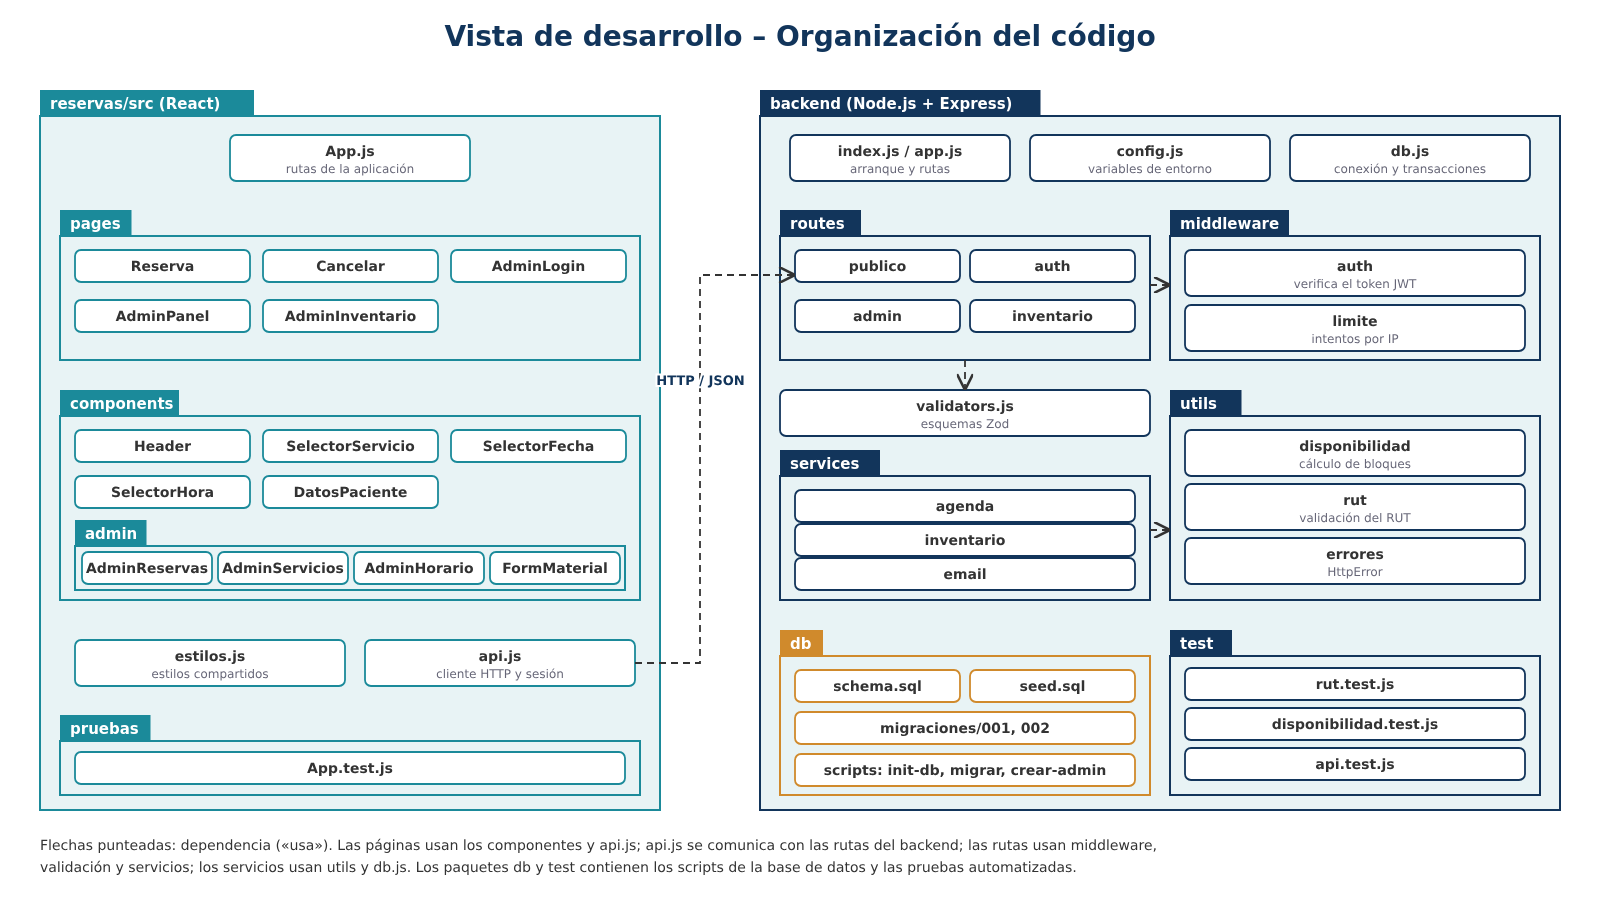 Vista de desarrollo – Organización del código
reservas/src (React)
App.js
rutas de la aplicación
pages
Reserva
Cancelar
AdminLogin
AdminPanel
AdminInventario
components
Header
SelectorServicio
SelectorFecha
SelectorHora
DatosPaciente
admin
AdminReservas
AdminServicios
AdminHorario
FormMaterial
estilos.js
estilos compartidos
api.js
cliente HTTP y sesión
pruebas
App.test.js
HTTP / JSON
backend (Node.js + Express)
index.js / app.js
arranque y rutas
config.js
variables de entorno
db.js
conexión y transacciones
routes
publico
auth
admin
inventario
middleware
auth
verifica el token JWT
limite
intentos por IP
validators.js
esquemas Zod
services
agenda
inventario
email
utils
disponibilidad
cálculo de bloques
rut
validación del RUT
errores
HttpError
db
schema.sql
seed.sql
migraciones/001, 002
scripts: init-db, migrar, crear-admin
test
rut.test.js
disponibilidad.test.js
api.test.js
Flechas punteadas: dependencia («usa»). Las páginas usan los componentes y api.js; api.js se comunica con las rutas del backend; las rutas usan middleware,
validación y servicios; los servicios usan utils y db.js. Los paquetes db y test contienen los scripts de la base de datos y las pruebas automatizadas.